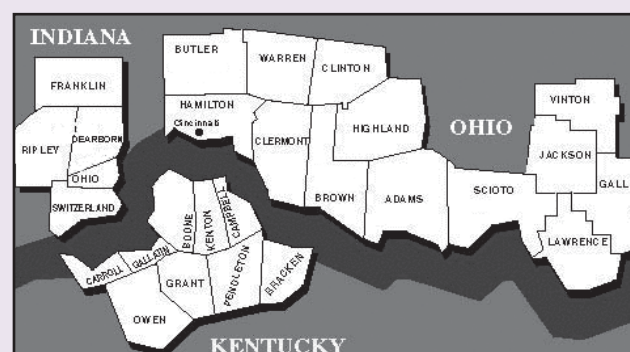 INDIANA
FRANKLIN
RIPLEY
DEARBORN
OHIO
SWITZERLAND
BUTLER
WARREN
CLINTON
HAMILTON
Cincinnati
CLERMONT
HIGHLAND
BROWN
ADAMS
OHIO
SCIOTO
VINTON
JACKSON
GALL
LAWRENCE
BOONE
KENTON
CAMPBELL
CARROLL
GALLATIN
GRANT
PENDLETON
BRACKEN
OWEN
KENTUCKY